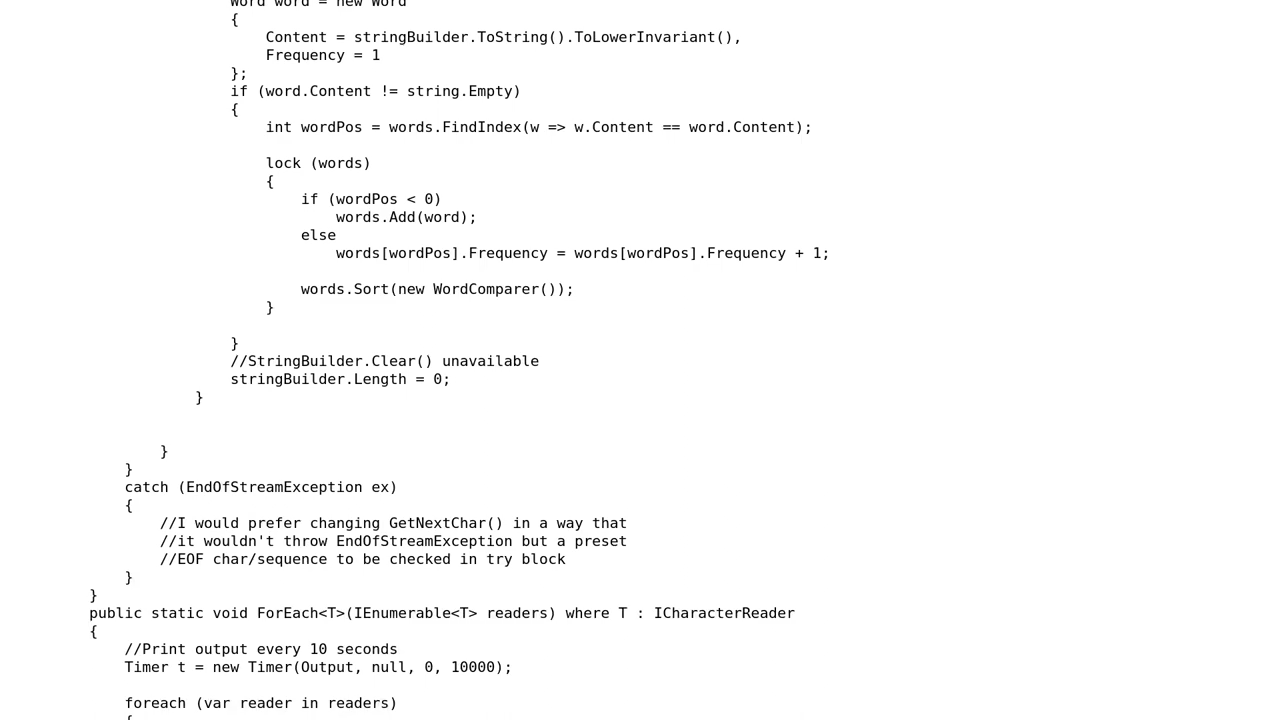 Word word = new Word
{
Content = stringBuilder.ToString().ToLowerInvariant(),
Frequency = 1
};
if (word.Content != string.Empty)
{
int wordPos = words.FindIndex(w => w.Content == word.Content);
lock (words)
{
if (wordPos < 0)
words.Add(word);
else
words[wordPos].Frequency = words[wordPos].Frequency + 1;
words.Sort(new WordComparer());
}
}
//StringBuilder.Clear() unavailable
stringBuilder.Length = 0;
}
}
}
catch (EndOfStreamException ex)
{
//I would prefer changing GetNextChar() in a way that
//it wouldn't throw EndOfStreamException but a preset
//EOF char/sequence to be checked in try block
}
}
public static void ForEach<T>(IEnumerable<T> readers) where T : ICharacterReader
{
//Print output every 10 seconds
Timer t = new Timer(Output, null, 0, 10000);
foreach (var reader in readers)
{